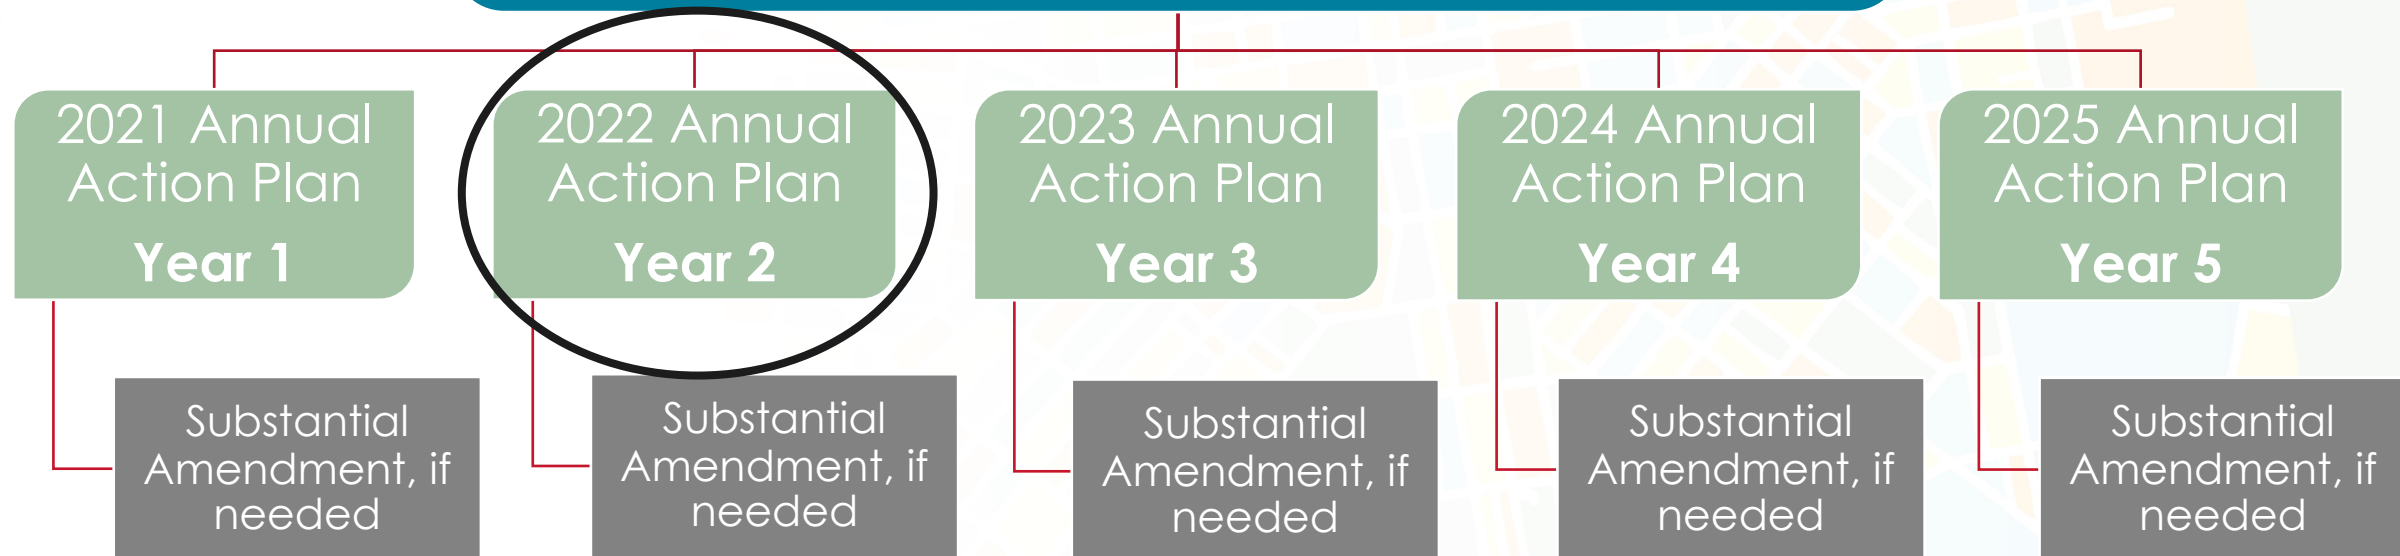 2021 Annual
Action Plan
Year 1
2022 Annual
Action Plan
Year 2
2023 Annual
Action Plan
Year 3
2024 Annual
Action Plan
Year 4
2025 Annual
Action Plan
Year 5
Substantial
Amendment, if
needed
Substantial
Amendment, if
needed
Substantial
Amendment, if
needed
Substantial
Amendment, if
needed
Substantial
Amendment, if
needed